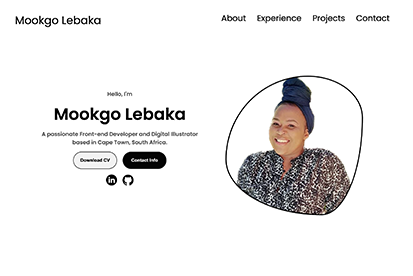 Mookgo Lebaka
About Experience Projects Contact
Hello, I'm
Mookgo Lebaka
A passionate Front-end Developer and Digital Illustrator
based in Cape Town, South Africa.
Download CV Contact Info